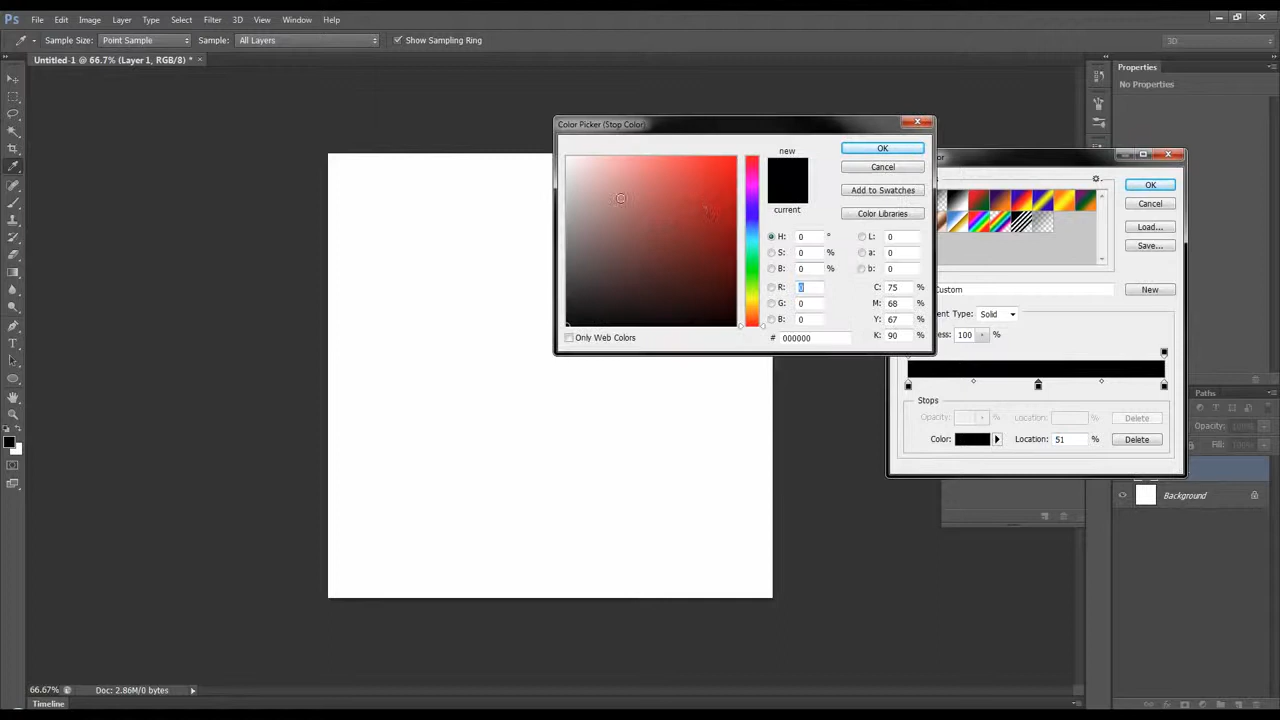 Ps File Edit Image Layer Type Select Filter 3D View Window Help
Sample Size: Point Sample Sample: All Layers Show Sampling Ring 3D
Untitled-1 @ 66.7% (Layer 1, RGB/8) * ×
Properties
No Properties
Color Picker (Stop Color)
new
current
OK
Cancel
Add to Swatches
Color Libraries
H: 0 ° L: 0
S: 0 % a: 0
B: 0 % b: 0
R: 0 C: 75 %
G: 0 M: 68 %
B: 0 Y: 67 %
# 000000 K: 90 %
Only Web Colors
OK
Cancel
Load...
Save...
Custom New
Solid
100 %
Stops
Opacity: % Location: % Delete
Color: Location: 51 % Delete
Paths
Opacity: 100%
Fill: 100%
Background
66.67% Doc: 2.86M/0 bytes
Timeline